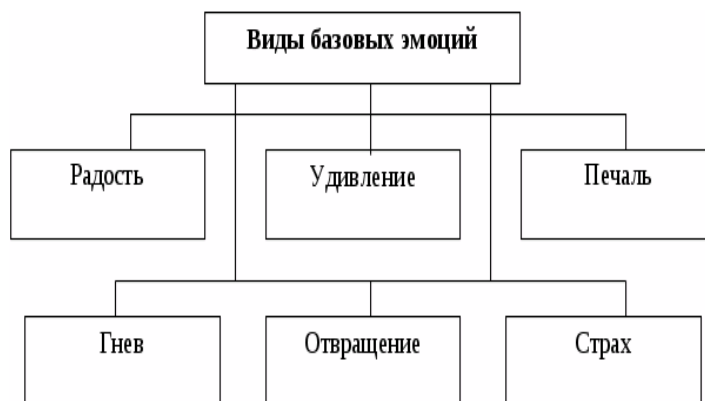 Виды базовых эмоций
Радость
Удивление
Печаль
Гнев
Отвращение
Страх